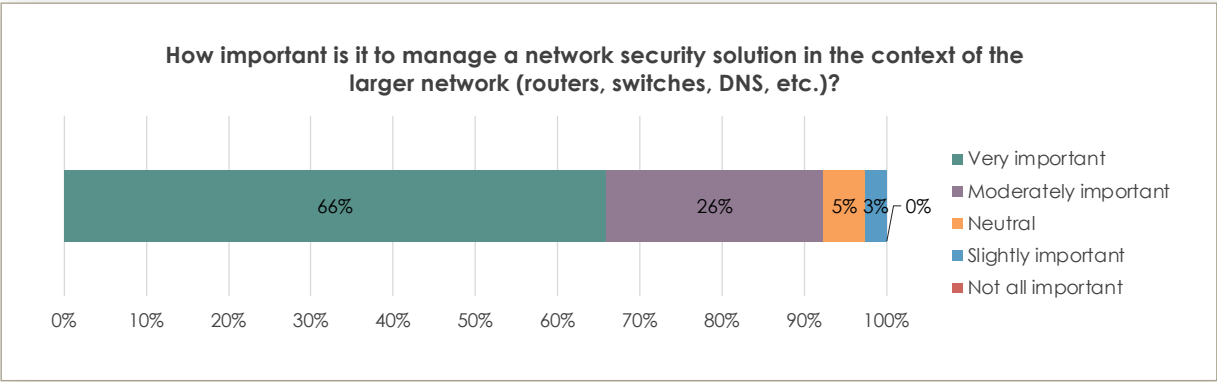 How important is it to manage a network security solution in the context of the
larger network (routers, switches, DNS, etc.)?
66%
26%
5%
3%
0%
Very important
Moderately important
Neutral
Slightly important
Not all important
0%
10%
20%
30%
40%
50%
60%
70%
80%
90%
100%